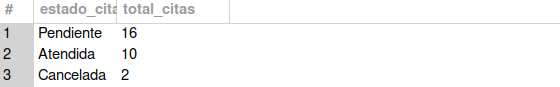 # estado_cita total_citas
1 Pendiente 16
2 Atendida 10
3 Cancelada 2